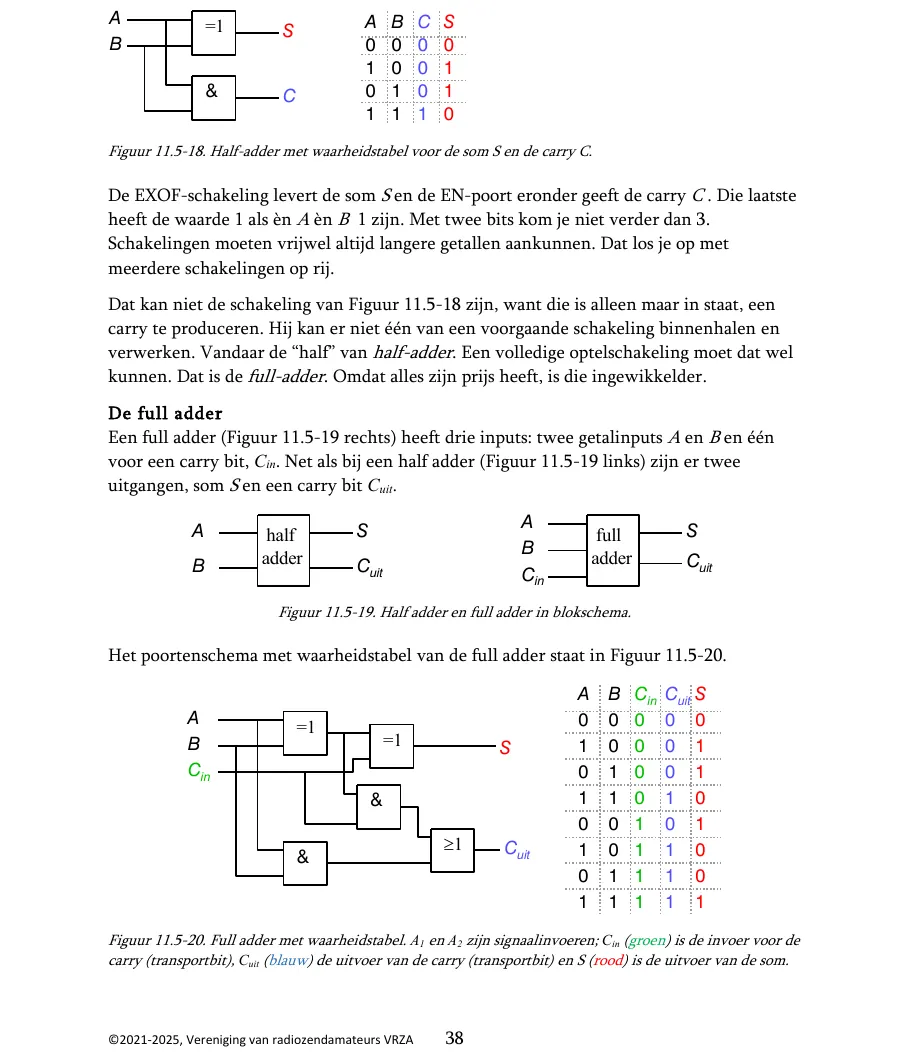 A
B
=1
S
&
C
A B C S
0 0 0 0
1 0 0 1
0 1 0 1
1 1 1 0
Figuur 11.5-18. Half-adder met waarheidstabel voor de som S en de carry C.
De EXOF-schakeling levert de som S en de EN-poort eronder geeft de carry C . Die laatste
heeft de waarde 1 als èn A èn B 1 zijn. Met twee bits kom je niet verder dan 3.
Schakelingen moeten vrijwel altijd langere getallen aankunnen. Dat los je op met
meerdere schakelingen op rij.
Dat kan niet de schakeling van Figuur 11.5-18 zijn, want die is alleen maar in staat, een
carry te produceren. Hij kan er niet één van een voorgaande schakeling binnenhalen en
verwerken. Vandaar de “half” van half-adder. Een volledige optelschakeling moet dat wel
kunnen. Dat is de full-adder. Omdat alles zijn prijs heeft, is die ingewikkelder.
De full adder
Een full adder (Figuur 11.5-19 rechts) heeft drie inputs: twee getalinputs A en B en één
voor een carry bit, Cin. Net als bij een half adder (Figuur 11.5-19 links) zijn er twee
uitgangen, som S en een carry bit Cuit.
A
B
half
adder
S
Cuit
A
B
Cin
full
adder
S
Cuit
Figuur 11.5-19. Half adder en full adder in blokschema.
Het poortenschema met waarheidstabel van de full adder staat in Figuur 11.5-20.
A
B
Cin
=1
=1
S
&
≥1
Cuit
&
A B Cin Cuit S
0 0 0 0 0
1 0 0 0 1
0 1 0 0 1
1 1 0 1 0
0 0 1 0 1
1 0 1 1 0
0 1 1 1 0
1 1 1 1 1
Figuur 11.5-20. Full adder met waarheidstabel. A1 en A2 zijn signaalinvoeren; Cin (groen) is de invoer voor de
carry (transportbit), Cuit (blauw) de uitvoer van de carry (transportbit) en S (rood) is de uitvoer van de som.
©2021-2025, Vereniging van radiozendamateurs VRZA 38